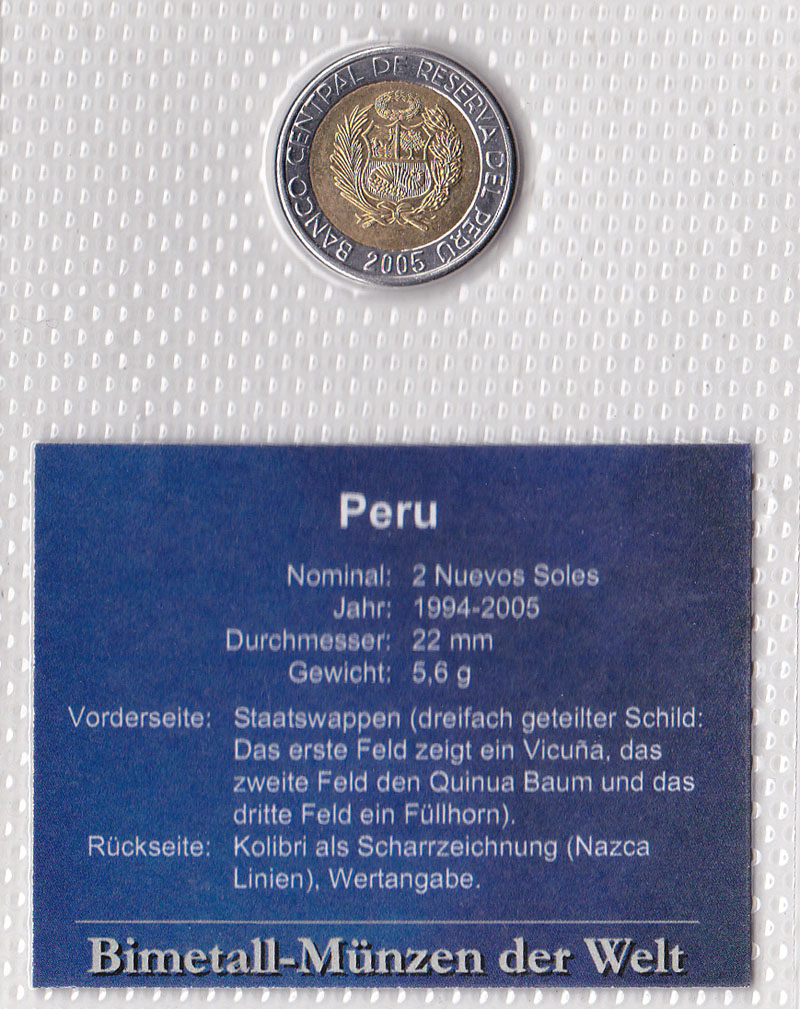 BANCO CENTRAL DE RESERVA DEL PERU
2005
Peru
Nominal: 2 Nuevos Soles
Jahr: 1994-2005
Durchmesser: 22 mm
Gewicht: 5,6 g
Vorderseite: Staatswappen (dreifach geteilter Schild:
Das erste Feld zeigt ein Vicuña, das
zweite Feld den Quinua Baum und das
dritte Feld ein Füllhorn).
Rückseite: Kolibri als Scharrzeichnung (Nazca
Linien), Wertangabe.
Bimetall-Münzen der Welt